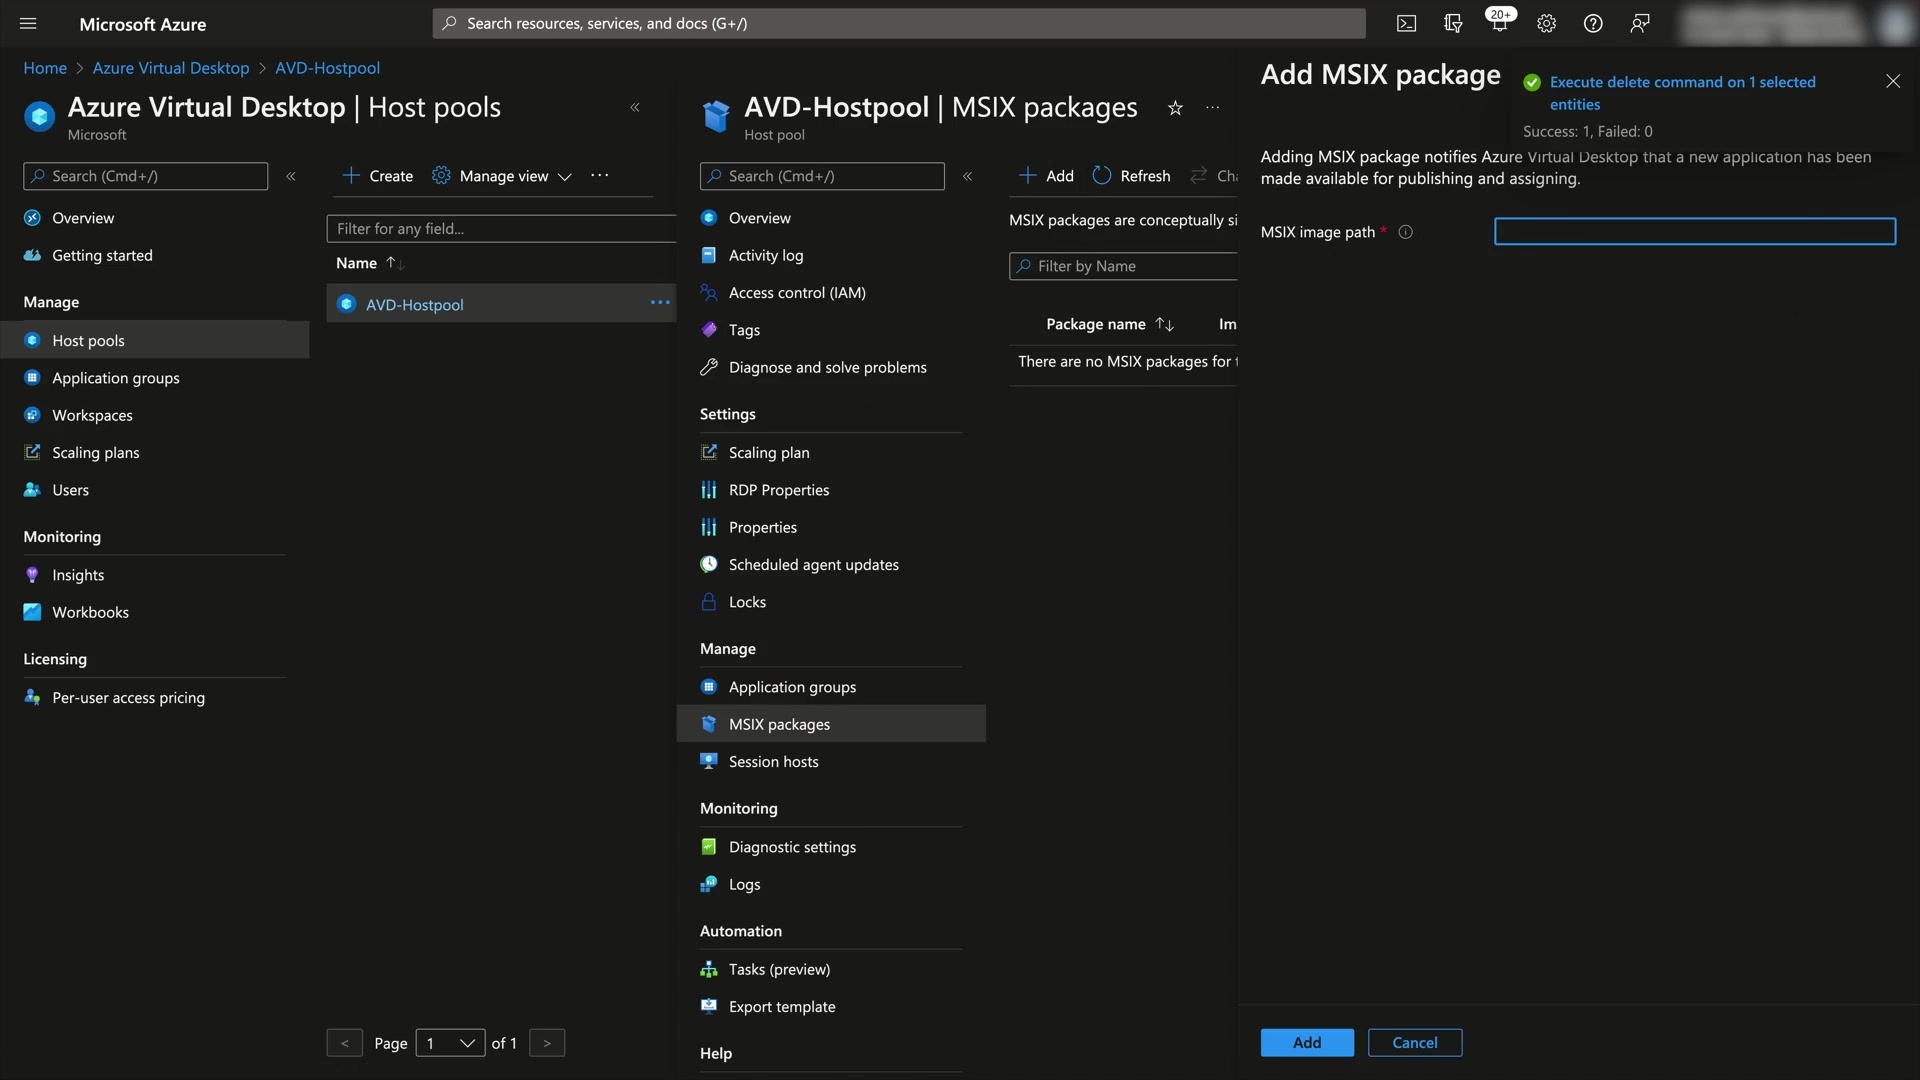 Microsoft Azure
Search resources, services, and docs (G+/)
20+
Home > Azure Virtual Desktop > AVD-Hostpool
Azure Virtual Desktop | Host pools
Microsoft
Search (Cmd+/)
«
Overview
Getting started
Manage
Host pools
Application groups
Workspaces
Scaling plans
Users
Monitoring
Insights
Workbooks
Licensing
Per-user access pricing
«
Create
Manage view
...
Filter for any field...
Name
AVD-Hostpool
...
< Page 1 of 1 >
AVD-Hostpool | MSIX packages
...
Host pool
Search (Cmd+/)
«
Overview
Activity log
Access control (IAM)
Tags
Diagnose and solve problems
Settings
Scaling plan
RDP Properties
Properties
Scheduled agent updates
Locks
Manage
Application groups
MSIX packages
Session hosts
Monitoring
Diagnostic settings
Logs
Automation
Tasks (preview)
Export template
Help
Add
Refresh
Cha
MSIX packages are conceptually si
Filter by Name
Package name
Im
There are no MSIX packages for t
Add MSIX package
Execute delete command on 1 selected
entities
Success: 1, Failed: 0
Adding MSIX package notifies Azure Virtual Desktop that a new application has been
made available for publishing and assigning.
MSIX image path *
Add
Cancel